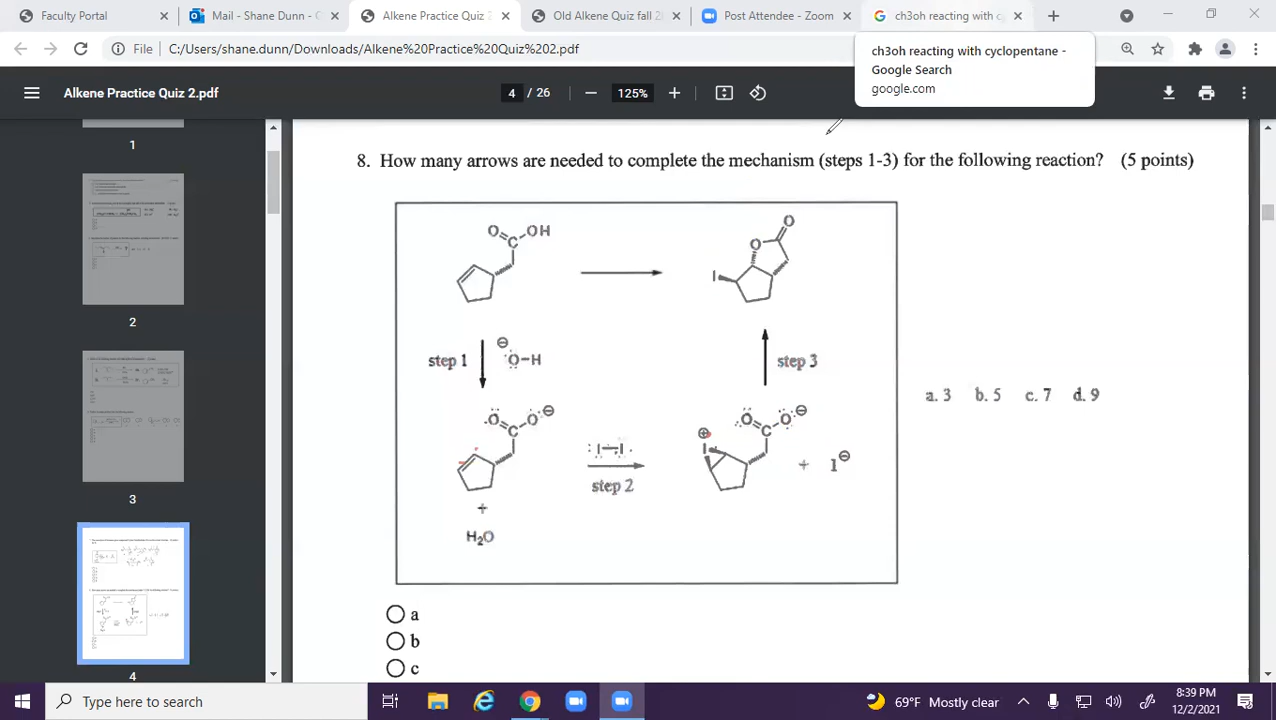 Faculty Portal
Mail - Shane Dunn - C
Alkene Practice Quiz 2
Old Alkene Quiz fall 2
Post Attendee - Zoom
ch3oh reacting with c
File C:/Users/shane.dunn/Downloads/Alkene%20Practice%20Quiz%202.pdf
ch3oh reacting with cyclopentane -
Google Search
google.com
Alkene Practice Quiz 2.pdf
4 / 26
125%
1
2
3
4
8. How many arrows are needed to complete the mechanism (steps 1-3) for the following reaction? (5 points)
O C OH
O O I
step 1 ⊖ :O-H
step 3
a. 3 b. 5 c. 7 d. 9
O C O ⊖
I-I
step 2
⊕ I O C O ⊖
+ I⊖
+
H₂O
a
b
c
Type here to search
69°F Mostly clear
8:39 PM
12/2/2021